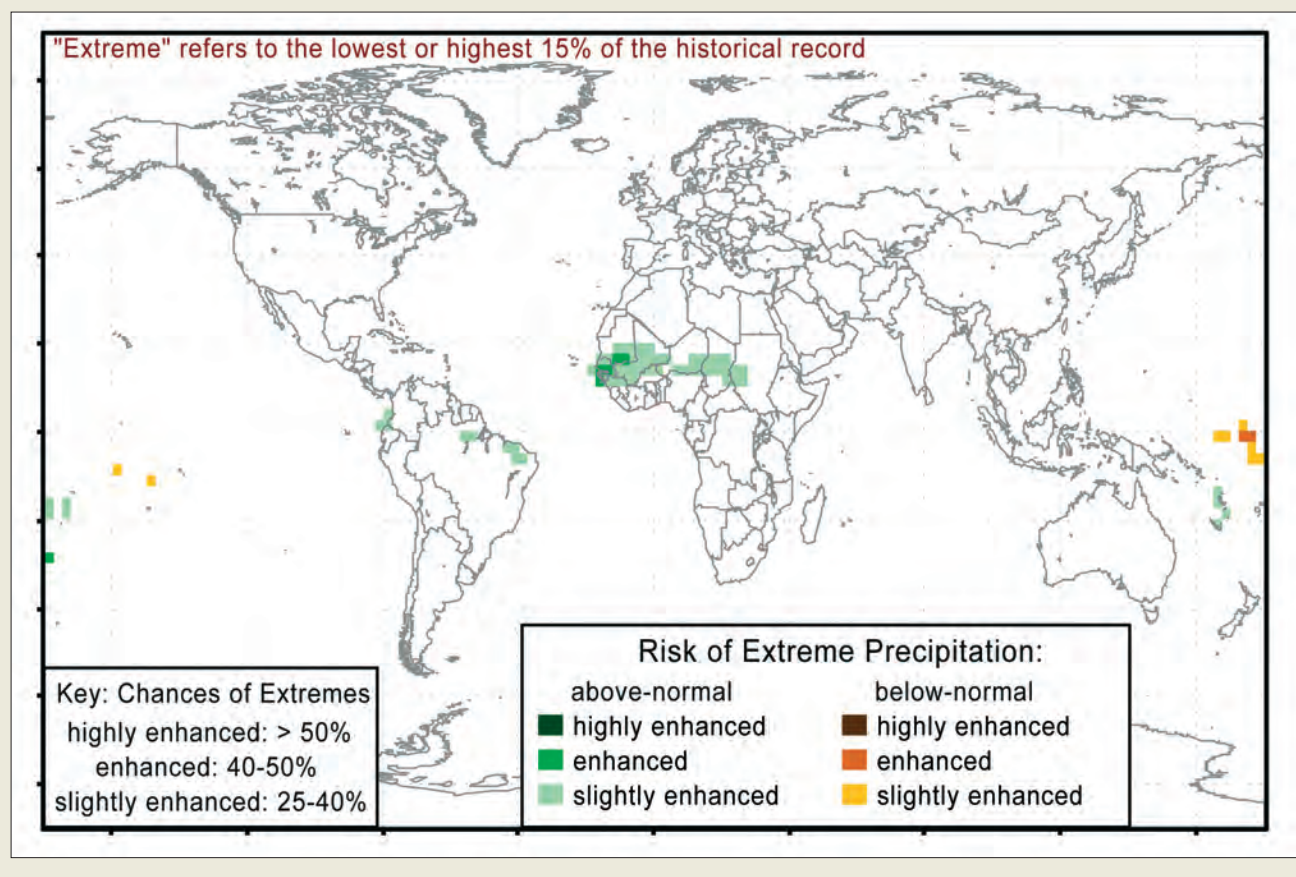 "Extreme" refers to the lowest or highest 15% of the historical record
Key: Chances of Extremes
highly enhanced: > 50%
enhanced: 40-50%
slightly enhanced: 25-40%
Risk of Extreme Precipitation:
above-normal below-normal
highly enhanced highly enhanced
enhanced enhanced
slightly enhanced slightly enhanced